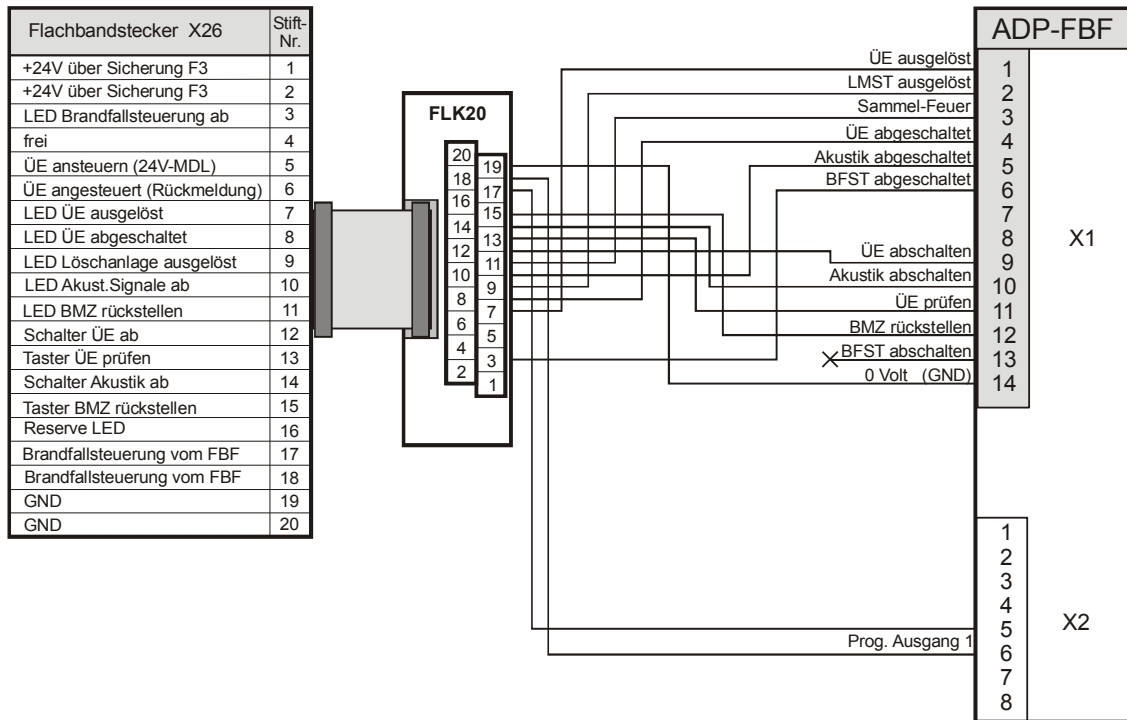 Flachbandstecker X26 Stift-Nr.
+24V über Sicherung F3 1
+24V über Sicherung F3 2
LED Brandfallsteuerung ab 3
frei 4
ÜE ansteuern (24V-MDL) 5
ÜE angesteuert (Rückmeldung) 6
LED ÜE ausgelöst 7
LED ÜE abgeschaltet 8
LED Löschanlage ausgelöst 9
LED Akust.Signale ab 10
LED BMZ rückstellen 11
Schalter ÜE ab 12
Taster ÜE prüfen 13
Schalter Akustik ab 14
Taster BMZ rückstellen 15
Reserve LED 16
Brandfallsteuerung vom FBF 17
Brandfallsteuerung vom FBF 18
GND 19
GND 20
FLK20
20
19
18
17
16
15
14
13
12
11
10
9
8
7
6
5
4
3
2
1
ADP-FBF
ÜE ausgelöst 1
LMST ausgelöst 2
Sammel-Feuer 3
ÜE abgeschaltet 4
Akustik abgeschaltet 5
BFST abgeschaltet 6
7
8
X1
ÜE abschalten 9
Akustik abschalten 10
ÜE prüfen 11
BMZ rückstellen 12
BFST abschalten 13
0 Volt (GND) 14
1
2
3
4
5
X2
Prog. Ausgang 1 6
7
8